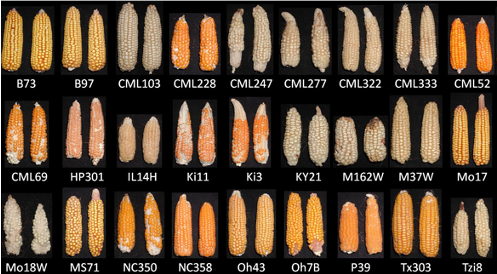 B73 B97 CML103 CML228 CML247 CML277 CML322 CML333 CML52
CML69 HP301 IL14H Ki11 Ki3 KY21 M162W M37W Mo17
Mo18W MS71 NC350 NC358 Oh43 Oh7B P39 Tx303 Tzi8